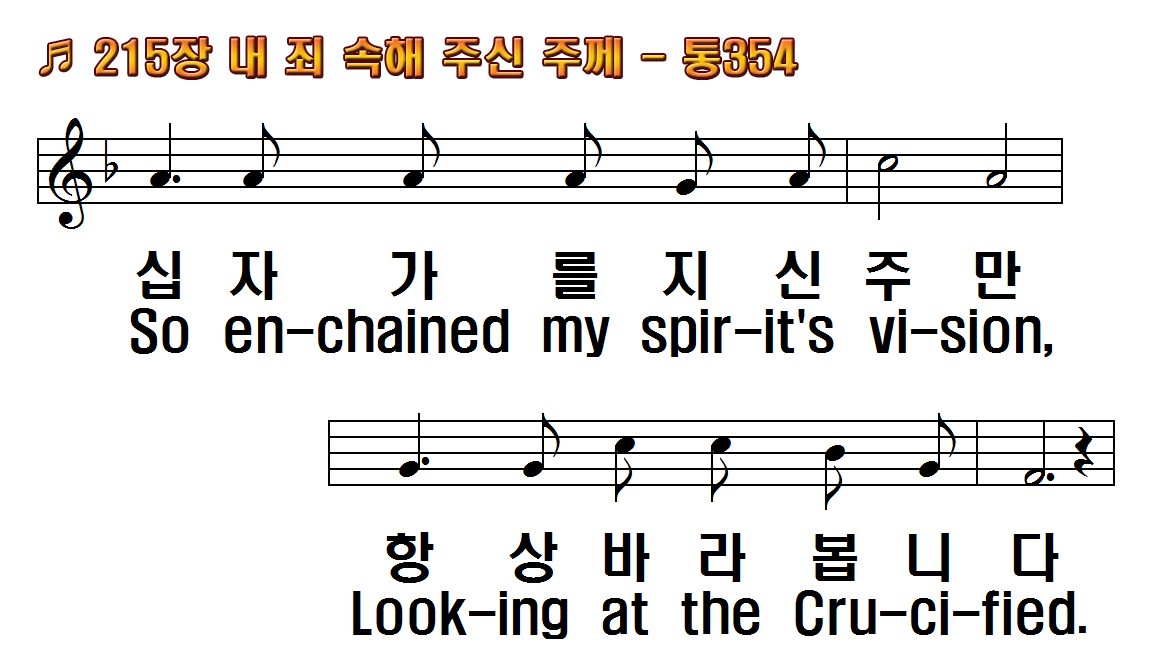 ♬ 215장 내 죄 속해 주신 주께 - 통354
십 자 가 를 지 신 주 만
So en-chained my spir-it's vi-sion,
항 상 바 라 봅 니 다
Look-ing at the Cru-ci-fied.